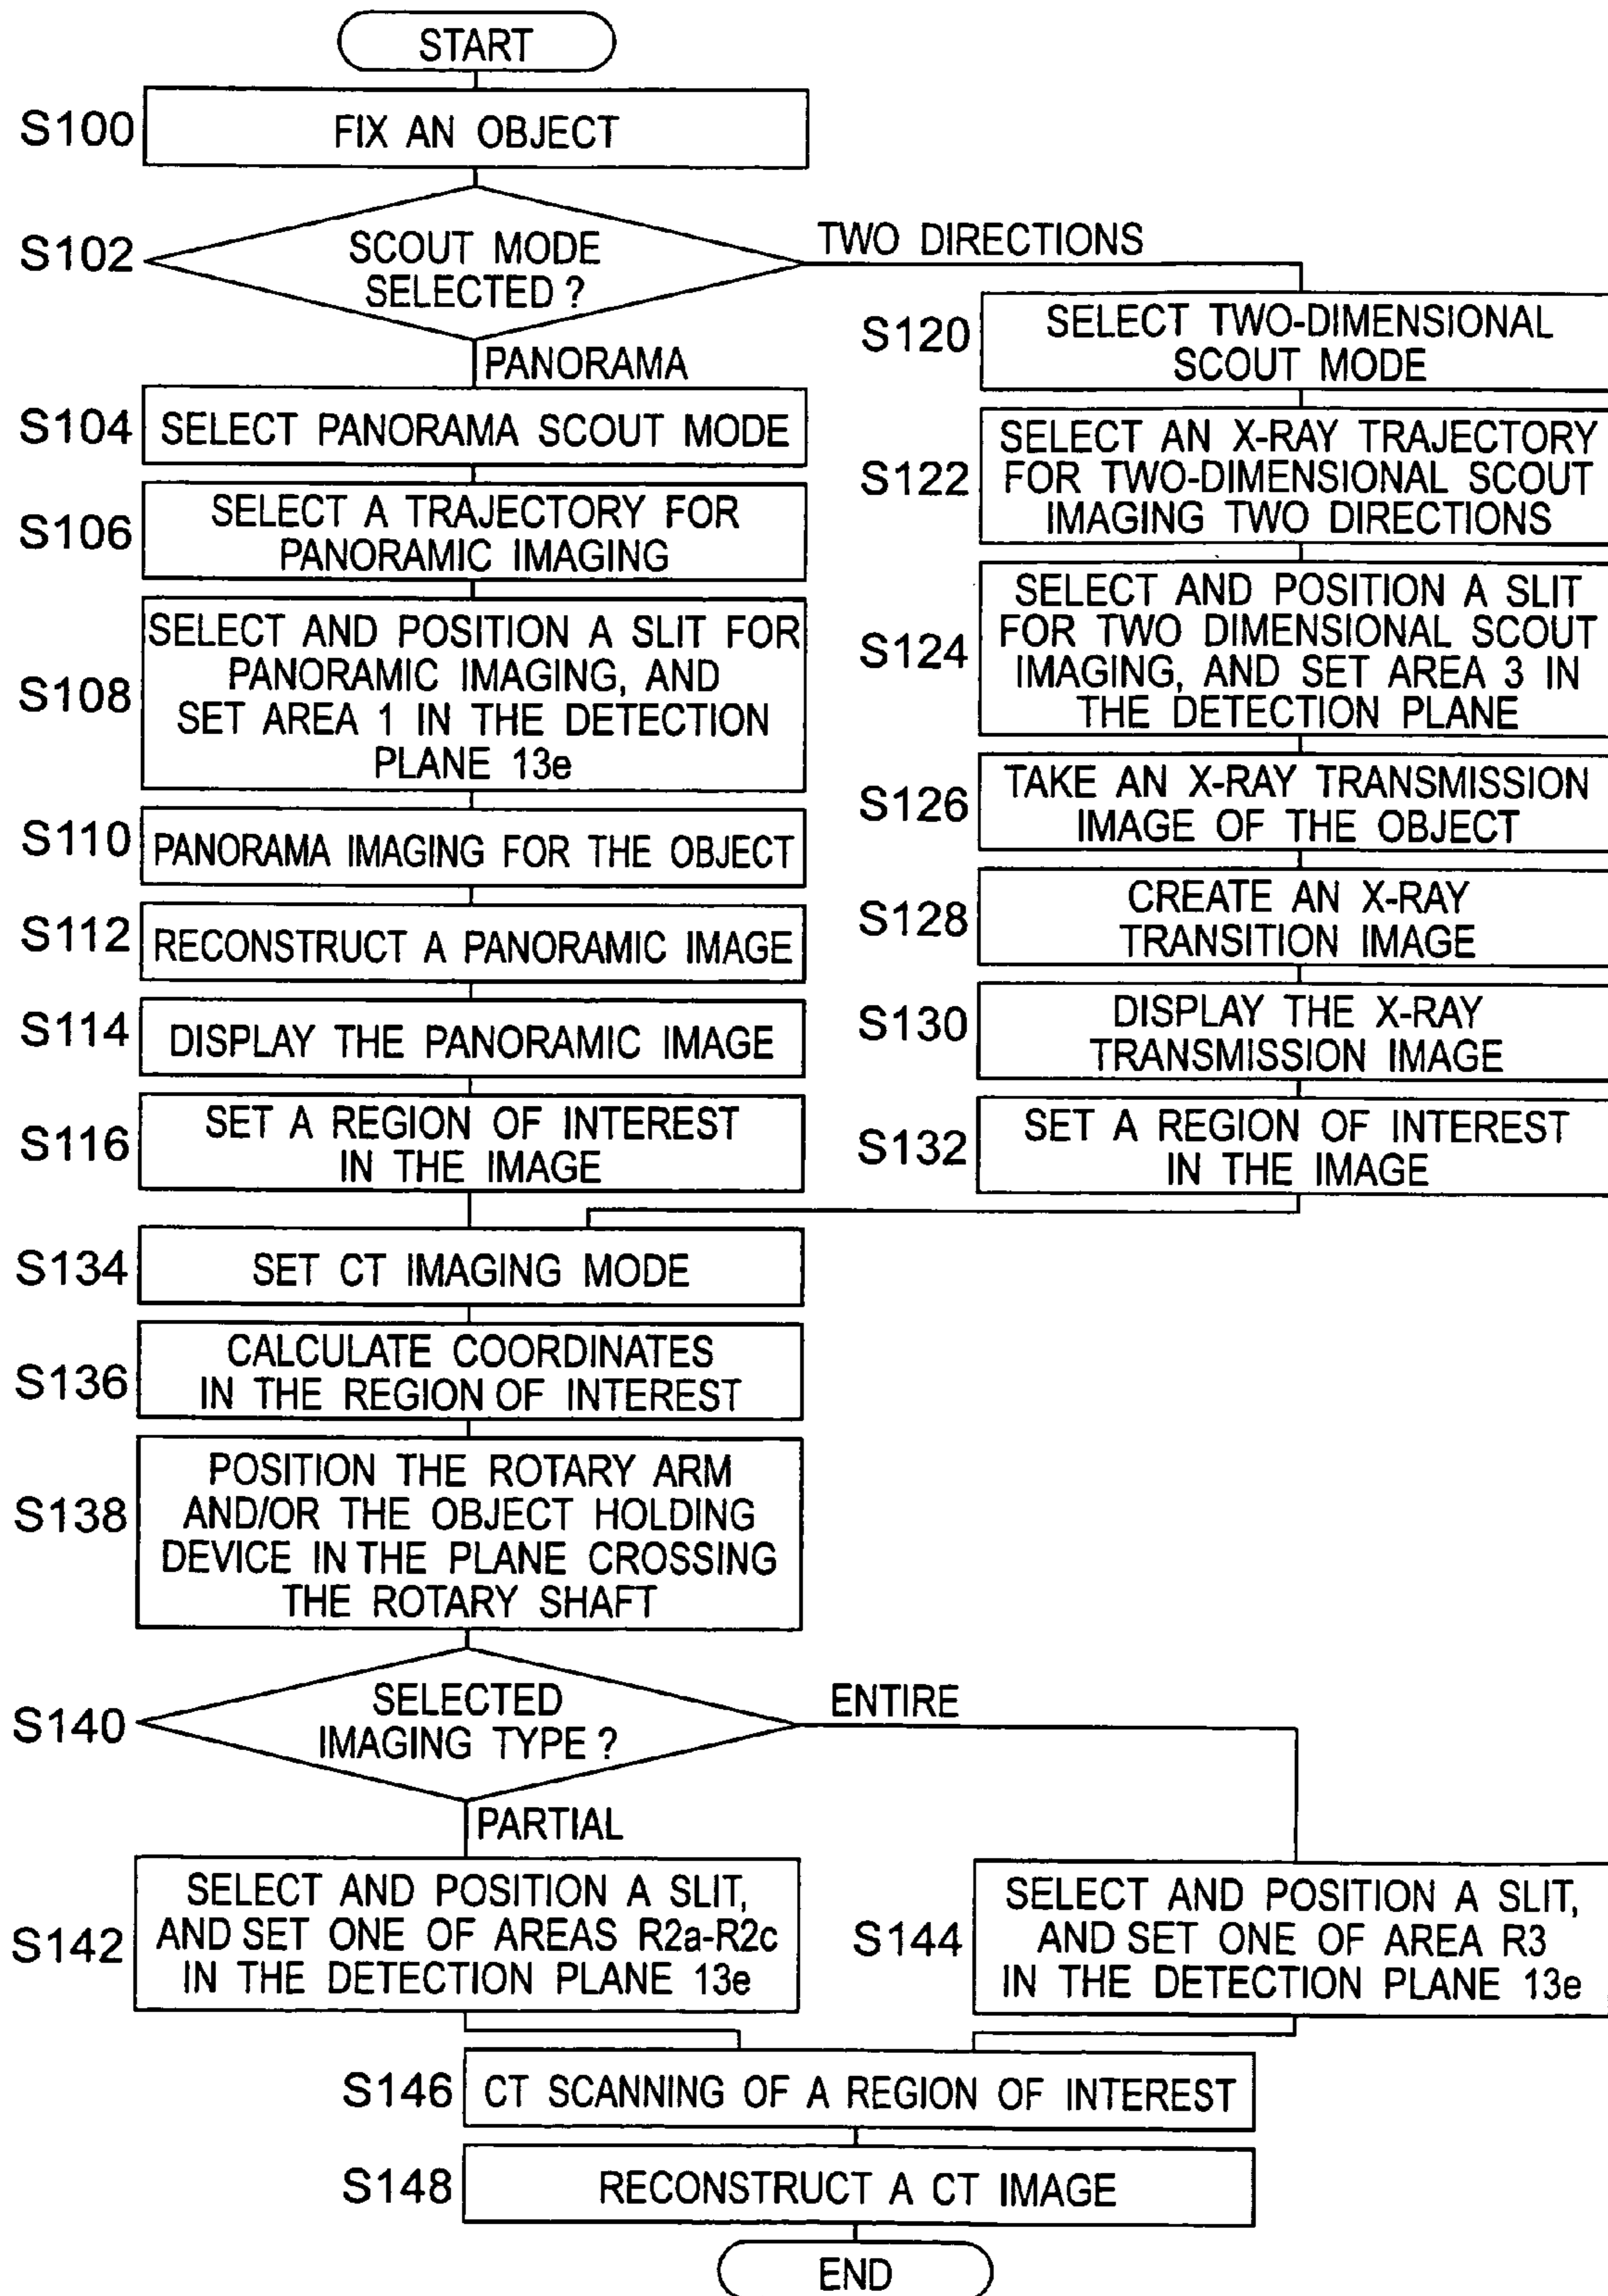 START
S100
FIX AN OBJECT
S102
SCOUT MODE
SELECTED ?
TWO DIRECTIONS
PANORAMA
S104
SELECT PANORAMA SCOUT MODE
S106
SELECT A TRAJECTORY FOR
PANORAMIC IMAGING
S108
SELECT AND POSITION A SLIT FOR
PANORAMIC IMAGING, AND
SET AREA 1 IN THE DETECTION
PLANE 13e
S110
PANORAMA IMAGING FOR THE OBJECT
S112
RECONSTRUCT A PANORAMIC IMAGE
S114
DISPLAY THE PANORAMIC IMAGE
S116
SET A REGION OF INTEREST
IN THE IMAGE
S120
SELECT TWO-DIMENSIONAL
SCOUT MODE
S122
SELECT AN X-RAY TRAJECTORY
FOR TWO-DIMENSIONAL SCOUT
IMAGING TWO DIRECTIONS
S124
SELECT AND POSITION A SLIT
FOR TWO DIMENSIONAL SCOUT
IMAGING, AND SET AREA 3 IN
THE DETECTION PLANE
S126
TAKE AN X-RAY TRANSMISSION
IMAGE OF THE OBJECT
S128
CREATE AN X-RAY
TRANSITION IMAGE
S130
DISPLAY THE X-RAY
TRANSMISSION IMAGE
S132
SET A REGION OF INTEREST
IN THE IMAGE
S134
SET CT IMAGING MODE
S136
CALCULATE COORDINATES
IN THE REGION OF INTEREST
S138
POSITION THE ROTARY ARM
AND/OR THE OBJECT HOLDING
DEVICE IN THE PLANE CROSSING
THE ROTARY SHAFT
S140
SELECTED
IMAGING TYPE ?
ENTIRE
PARTIAL
S142
SELECT AND POSITION A SLIT,
AND SET ONE OF AREAS R2a-R2c
IN THE DETECTION PLANE 13e
S144
SELECT AND POSITION A SLIT,
AND SET ONE OF AREA R3
IN THE DETECTION PLANE 13e
S146
CT SCANNING OF A REGION OF INTEREST
S148
RECONSTRUCT A CT IMAGE
END